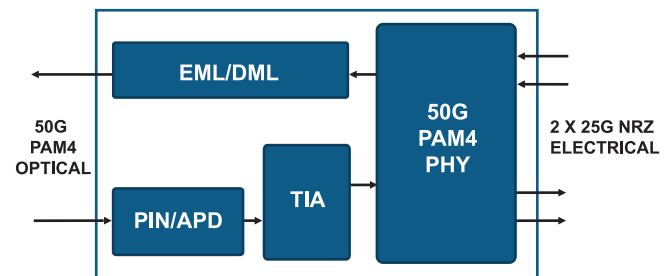 EML/DML
50G
PAM4
OPTICAL
50G
PAM4
PHY
2 X 25G NRZ
ELECTRICAL
TIA
PIN/APD